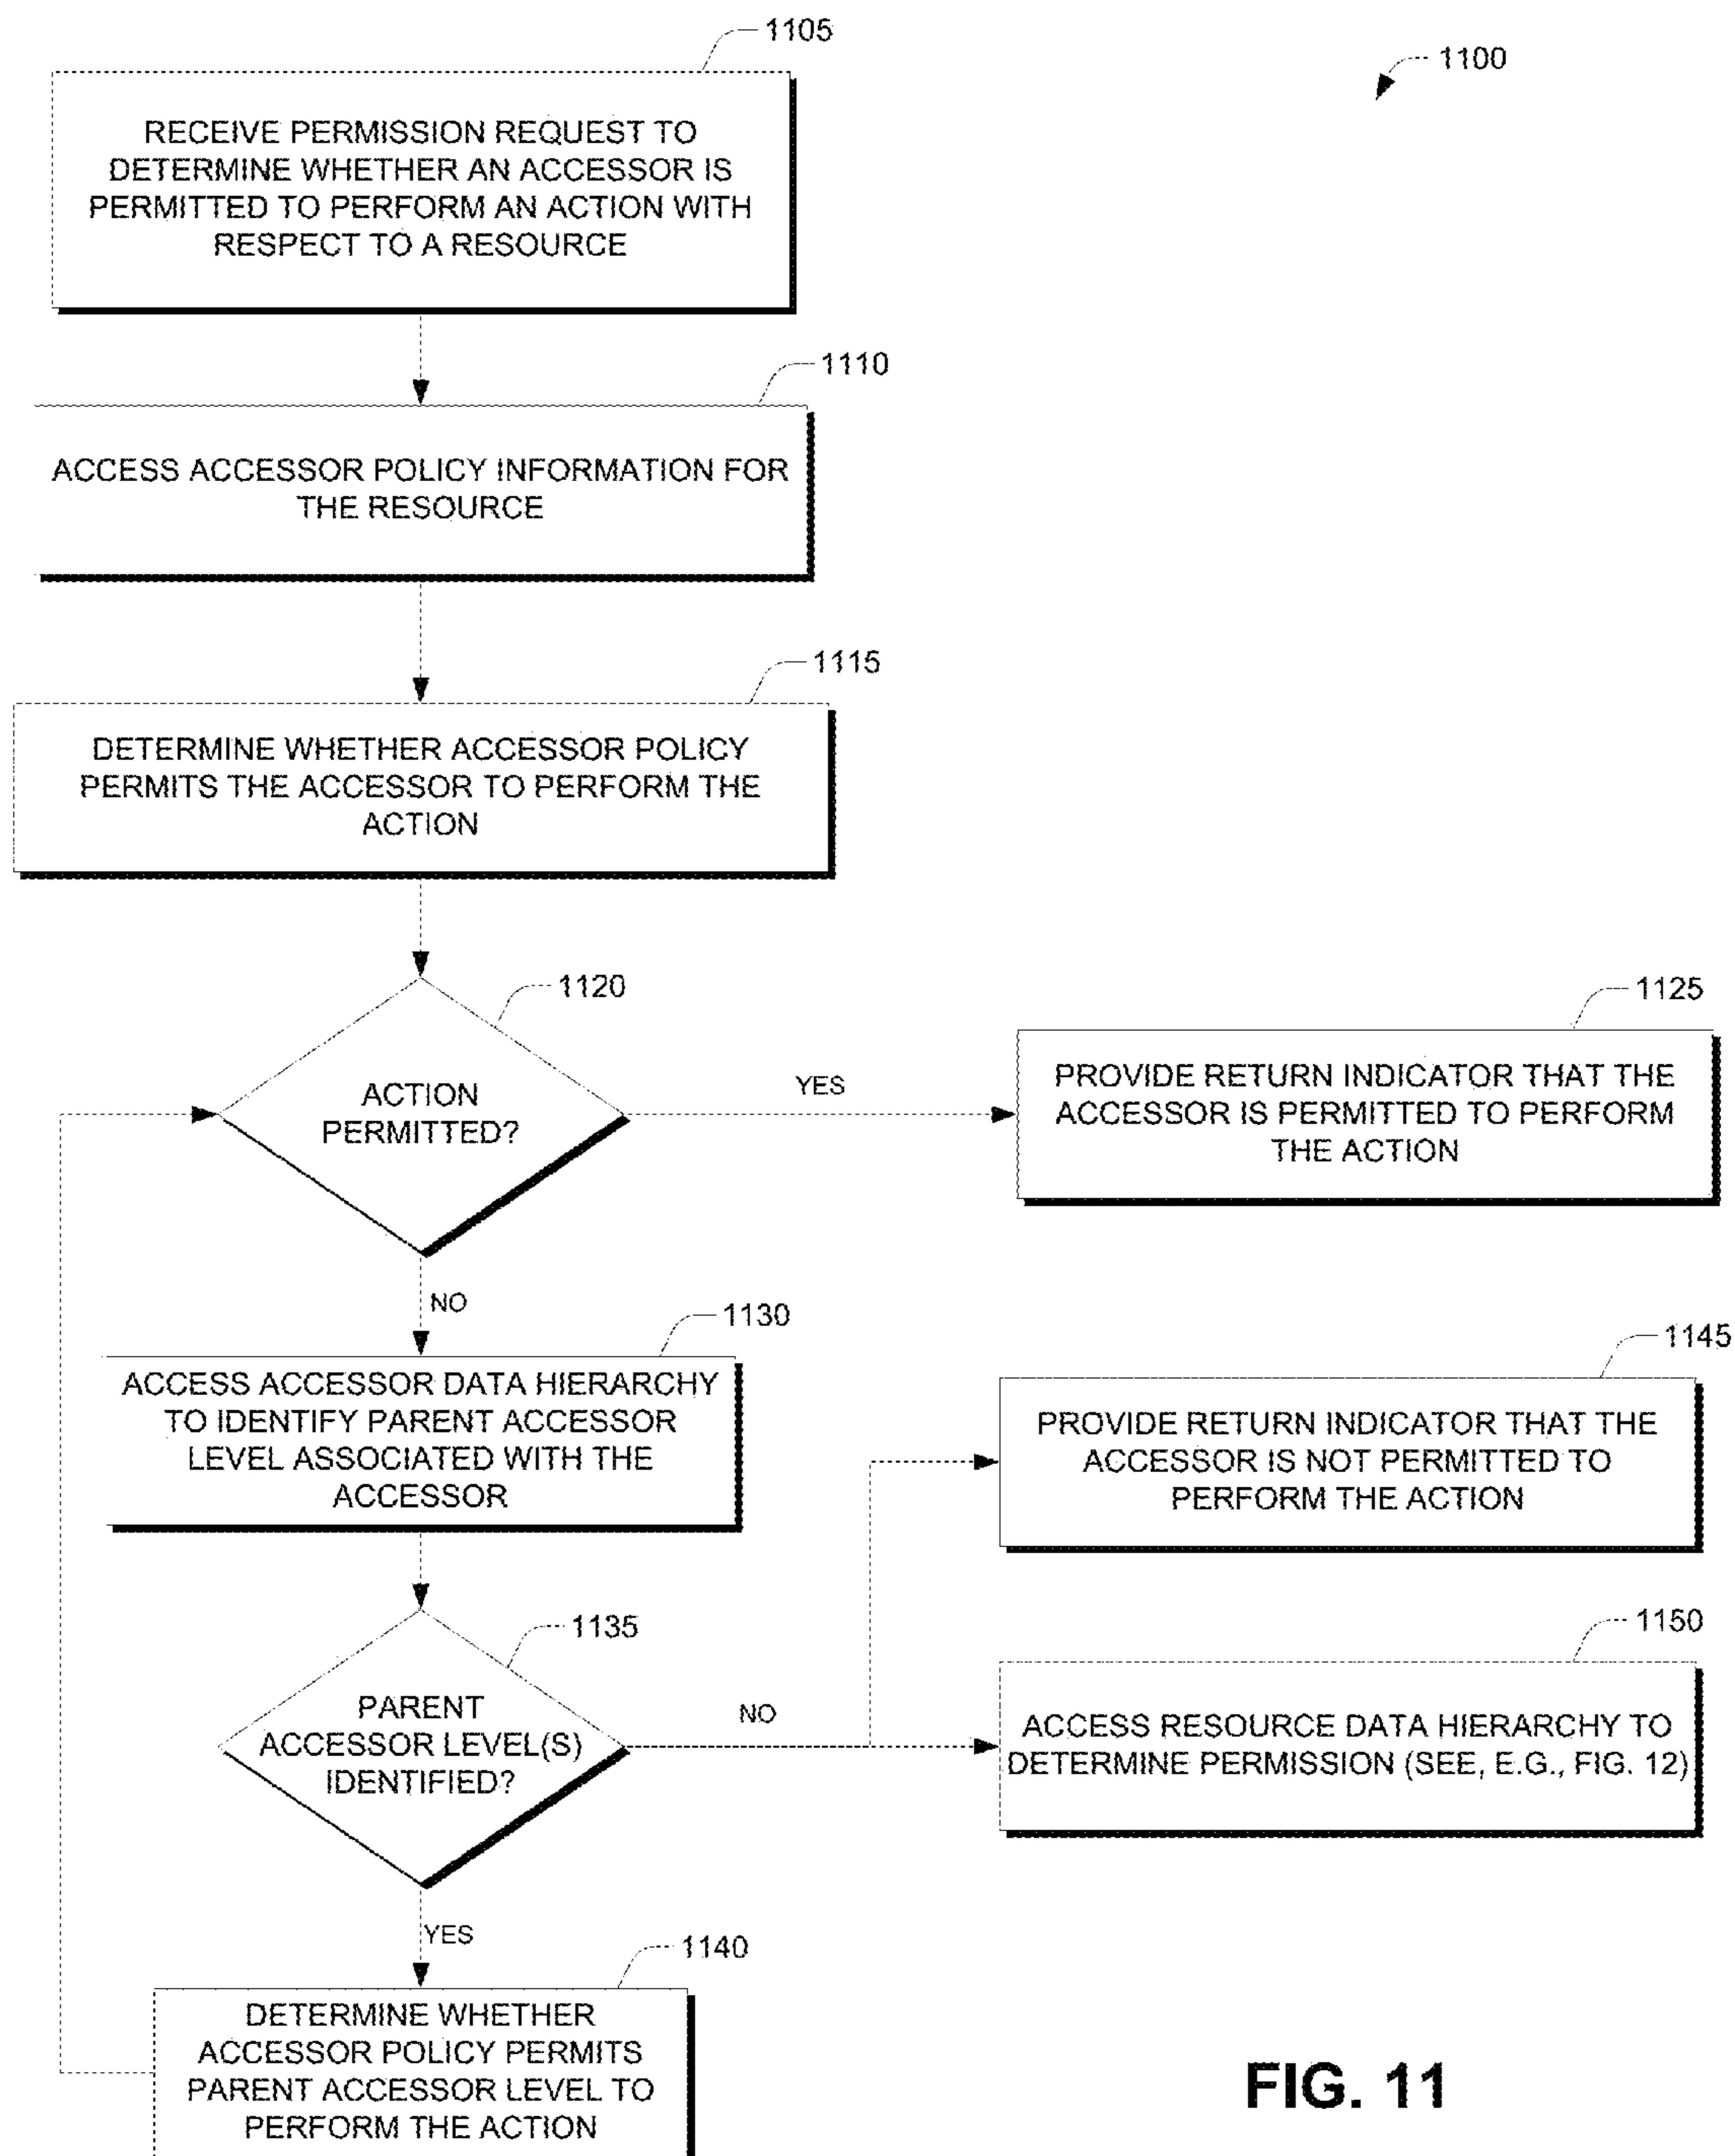 1105
1100
RECEIVE PERMISSION REQUEST TO
DETERMINE WHETHER AN ACCESSOR IS
PERMITTED TO PERFORM AN ACTION WITH
RESPECT TO A RESOURCE
1110
ACCESS ACCESSOR POLICY INFORMATION FOR
THE RESOURCE
1115
DETERMINE WHETHER ACCESSOR POLICY
PERMITS THE ACCESSOR TO PERFORM THE
ACTION
1120
ACTION
PERMITTED?
YES
1125
PROVIDE RETURN INDICATOR THAT THE
ACCESSOR IS PERMITTED TO PERFORM
THE ACTION
NO
1130
ACCESS ACCESSOR DATA HIERARCHY
TO IDENTIFY PARENT ACCESSOR
LEVEL ASSOCIATED WITH THE
ACCESSOR
1145
PROVIDE RETURN INDICATOR THAT THE
ACCESSOR IS NOT PERMITTED TO
PERFORM THE ACTION
1135
PARENT
ACCESSOR LEVEL(S)
IDENTIFIED?
NO
1150
ACCESS RESOURCE DATA HIERARCHY TO
DETERMINE PERMISSION (SEE, E.G., FIG. 12)
YES
1140
DETERMINE WHETHER
ACCESSOR POLICY PERMITS
PARENT ACCESSOR LEVEL TO
PERFORM THE ACTION
FIG. 11